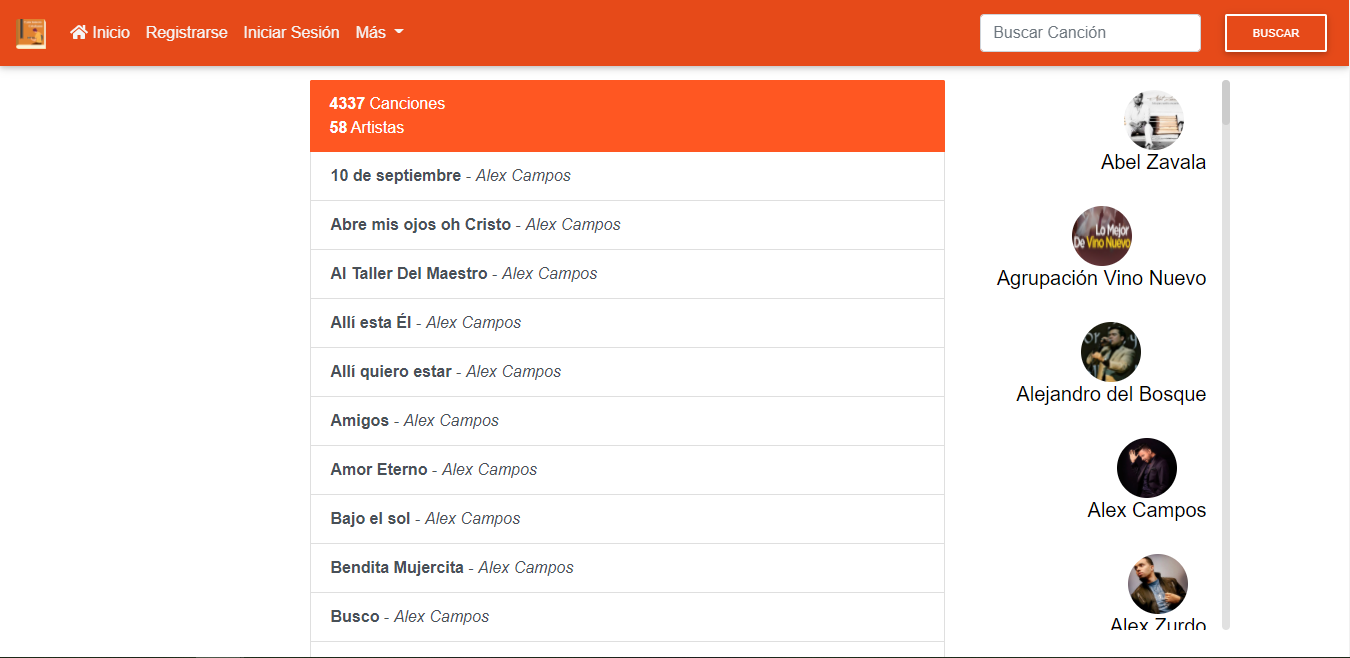 Inicio Registrarse Iniciar Sesión Más Buscar Canción BUSCAR
4337 Canciones
58 Artistas
10 de septiembre - Alex Campos
Abre mis ojos oh Cristo - Alex Campos
Al Taller Del Maestro - Alex Campos
Allí esta Él - Alex Campos
Allí quiero estar - Alex Campos
Amigos - Alex Campos
Amor Eterno - Alex Campos
Bajo el sol - Alex Campos
Bendita Mujercita - Alex Campos
Busco - Alex Campos
Abel Zavala
Lo Mejor
De Vino Nuevo
Agrupación Vino Nuevo
Alejandro del Bosque
Alex Campos
Alex Zurdo